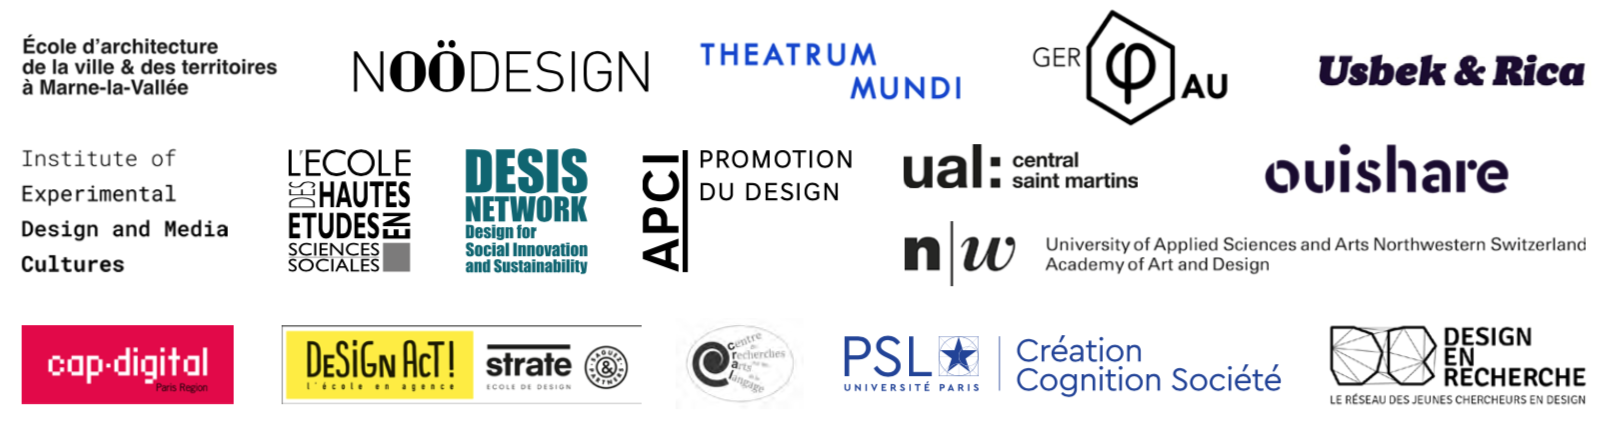 École d'architecture
de la ville & des territoires
à Marne-la-Vallée
NOÖDESIGN
THEATRUM
MUNDI
GER φ AU
Usbek & Rica
Institute of
Experimental
Design and Media
Cultures
L'ECOLE
DES HAUTES
ETUDES EN
SCIENCES
SOCIALES
DESIS
NETWORK
Design for
Social Innovation
and Sustainability
APCI
PROMOTION
DU DESIGN
ual: central
saint martins
ouishare
n|w
University of Applied Sciences and Arts Northwestern Switzerland
Academy of Art and Design
cap·digital
Paris Region
DeSiGn AcT!
l'école en agence
strate
ECOLE DE DESIGN
SAGUEZ
&
PARTNERS
centre
de recherches
sur les arts
et le langage
PSL
UNIVERSITÉ PARIS
Création
Cognition Société
DESIGN
EN
RECHERCHE
LE RÉSEAU DES JEUNES CHERCHEURS EN DESIGN